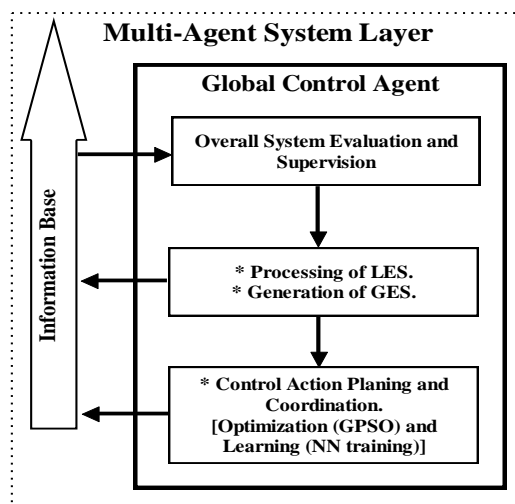 Multi-Agent System Layer
Global Control Agent
Overall System Evaluation and
Supervision
Information Base
* Processing of LES.
* Generation of GES.
* Control Action Planing and
Coordination.
[Optimization (GPSO) and
Learning (NN training)]